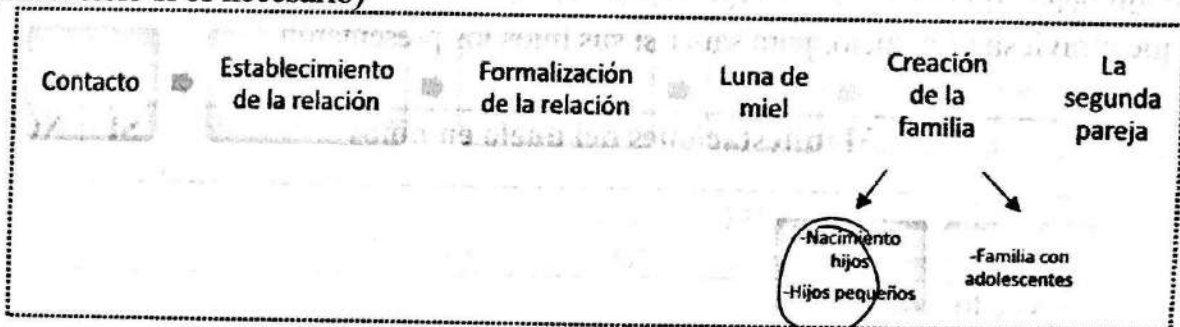 Contacto
Establecimiento
de la relación
Formalización
de la relación
Luna de
miel
Creación
de la
familia
La
segunda
pareja
-Nacimiento
hijos
-Hijos pequeños
-Familia con
adolescentes